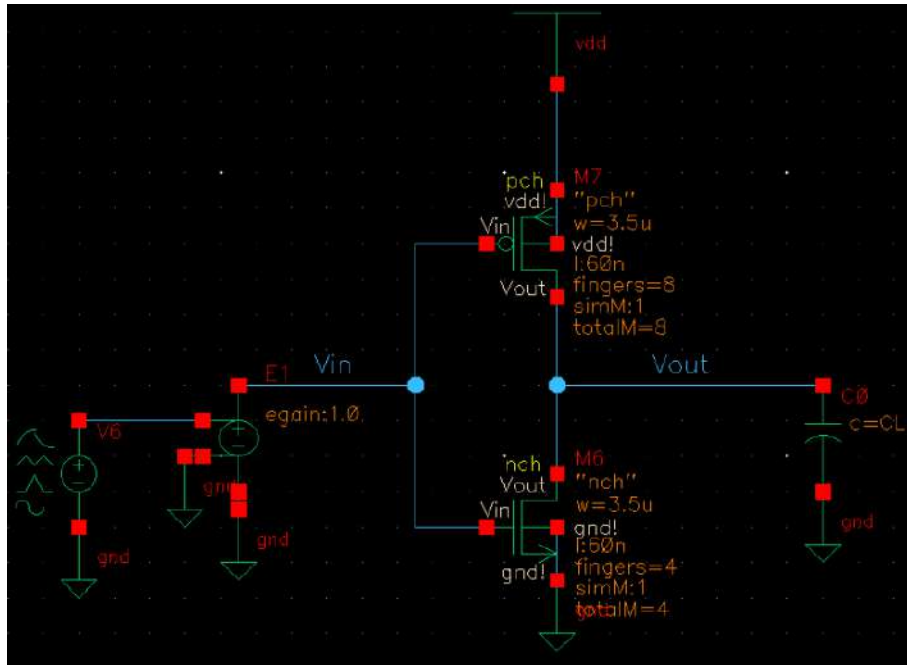 vdd
M7
pch
"pch"
vdd!
w=3.5u
Vin
vdd!
l:60n
Vout
fingers=8
simM:1
totalM=8
Vin
Vout
E1
C0
egain:1.0
c=CL
V6
M6
nch
"nch"
Vout
w=3.5u
gnd
Vin
gnd!
l:60n
gnd
gnd
gnd!
fingers=4
gnd
simM:1
totalM=4